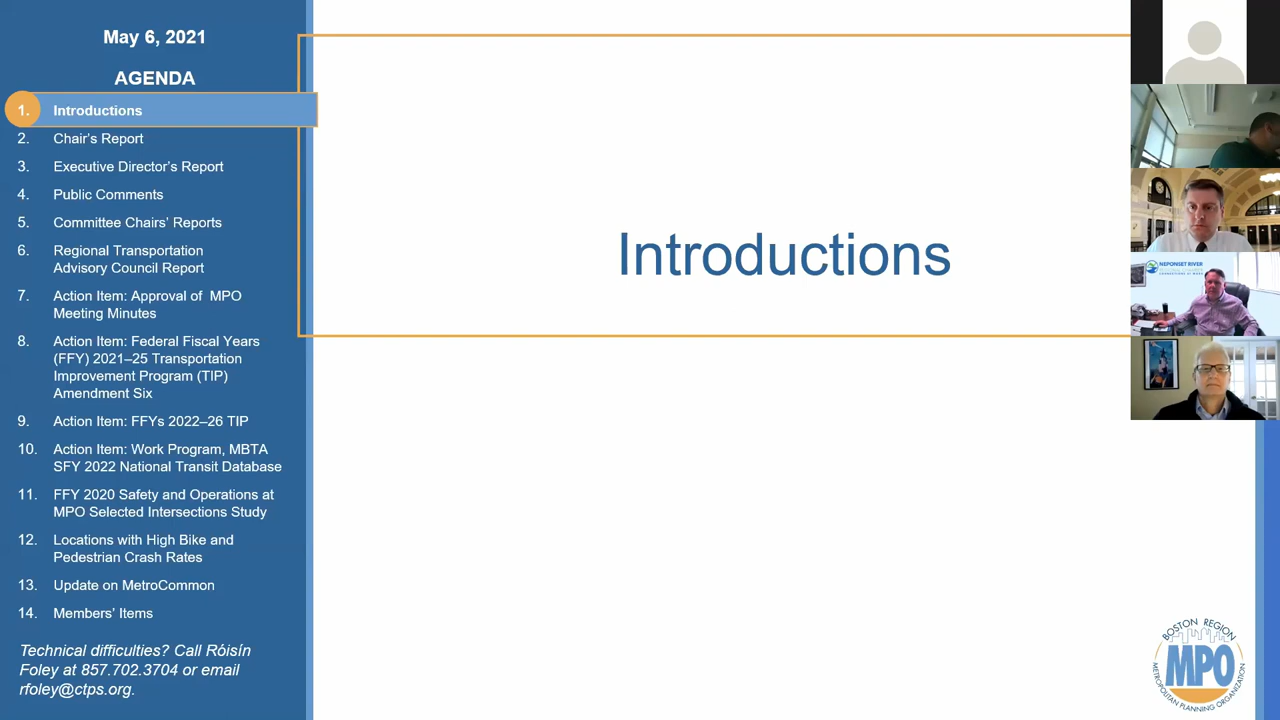 May 6, 2021
AGENDA
1. Introductions
2. Chair’s Report
3. Executive Director’s Report
4. Public Comments
5. Committee Chairs’ Reports
6. Regional Transportation
Advisory Council Report
7. Action Item: Approval of MPO
Meeting Minutes
8. Action Item: Federal Fiscal Years
(FFY) 2021–25 Transportation
Improvement Program (TIP)
Amendment Six
9. Action Item: FFYs 2022–26 TIP
10. Action Item: Work Program, MBTA
SFY 2022 National Transit Database
11. FFY 2020 Safety and Operations at
MPO Selected Intersections Study
12. Locations with High Bike and
Pedestrian Crash Rates
13. Update on MetroCommon
14. Members’ Items
Technical difficulties? Call Róisín
Foley at 857.702.3704 or email
rfoley@ctps.org.
Introductions
NEPONSET RIVER
REGIONAL CHAMBER
BOSTON REGION
MPO
METROPOLITAN PLANNING ORGANIZATION